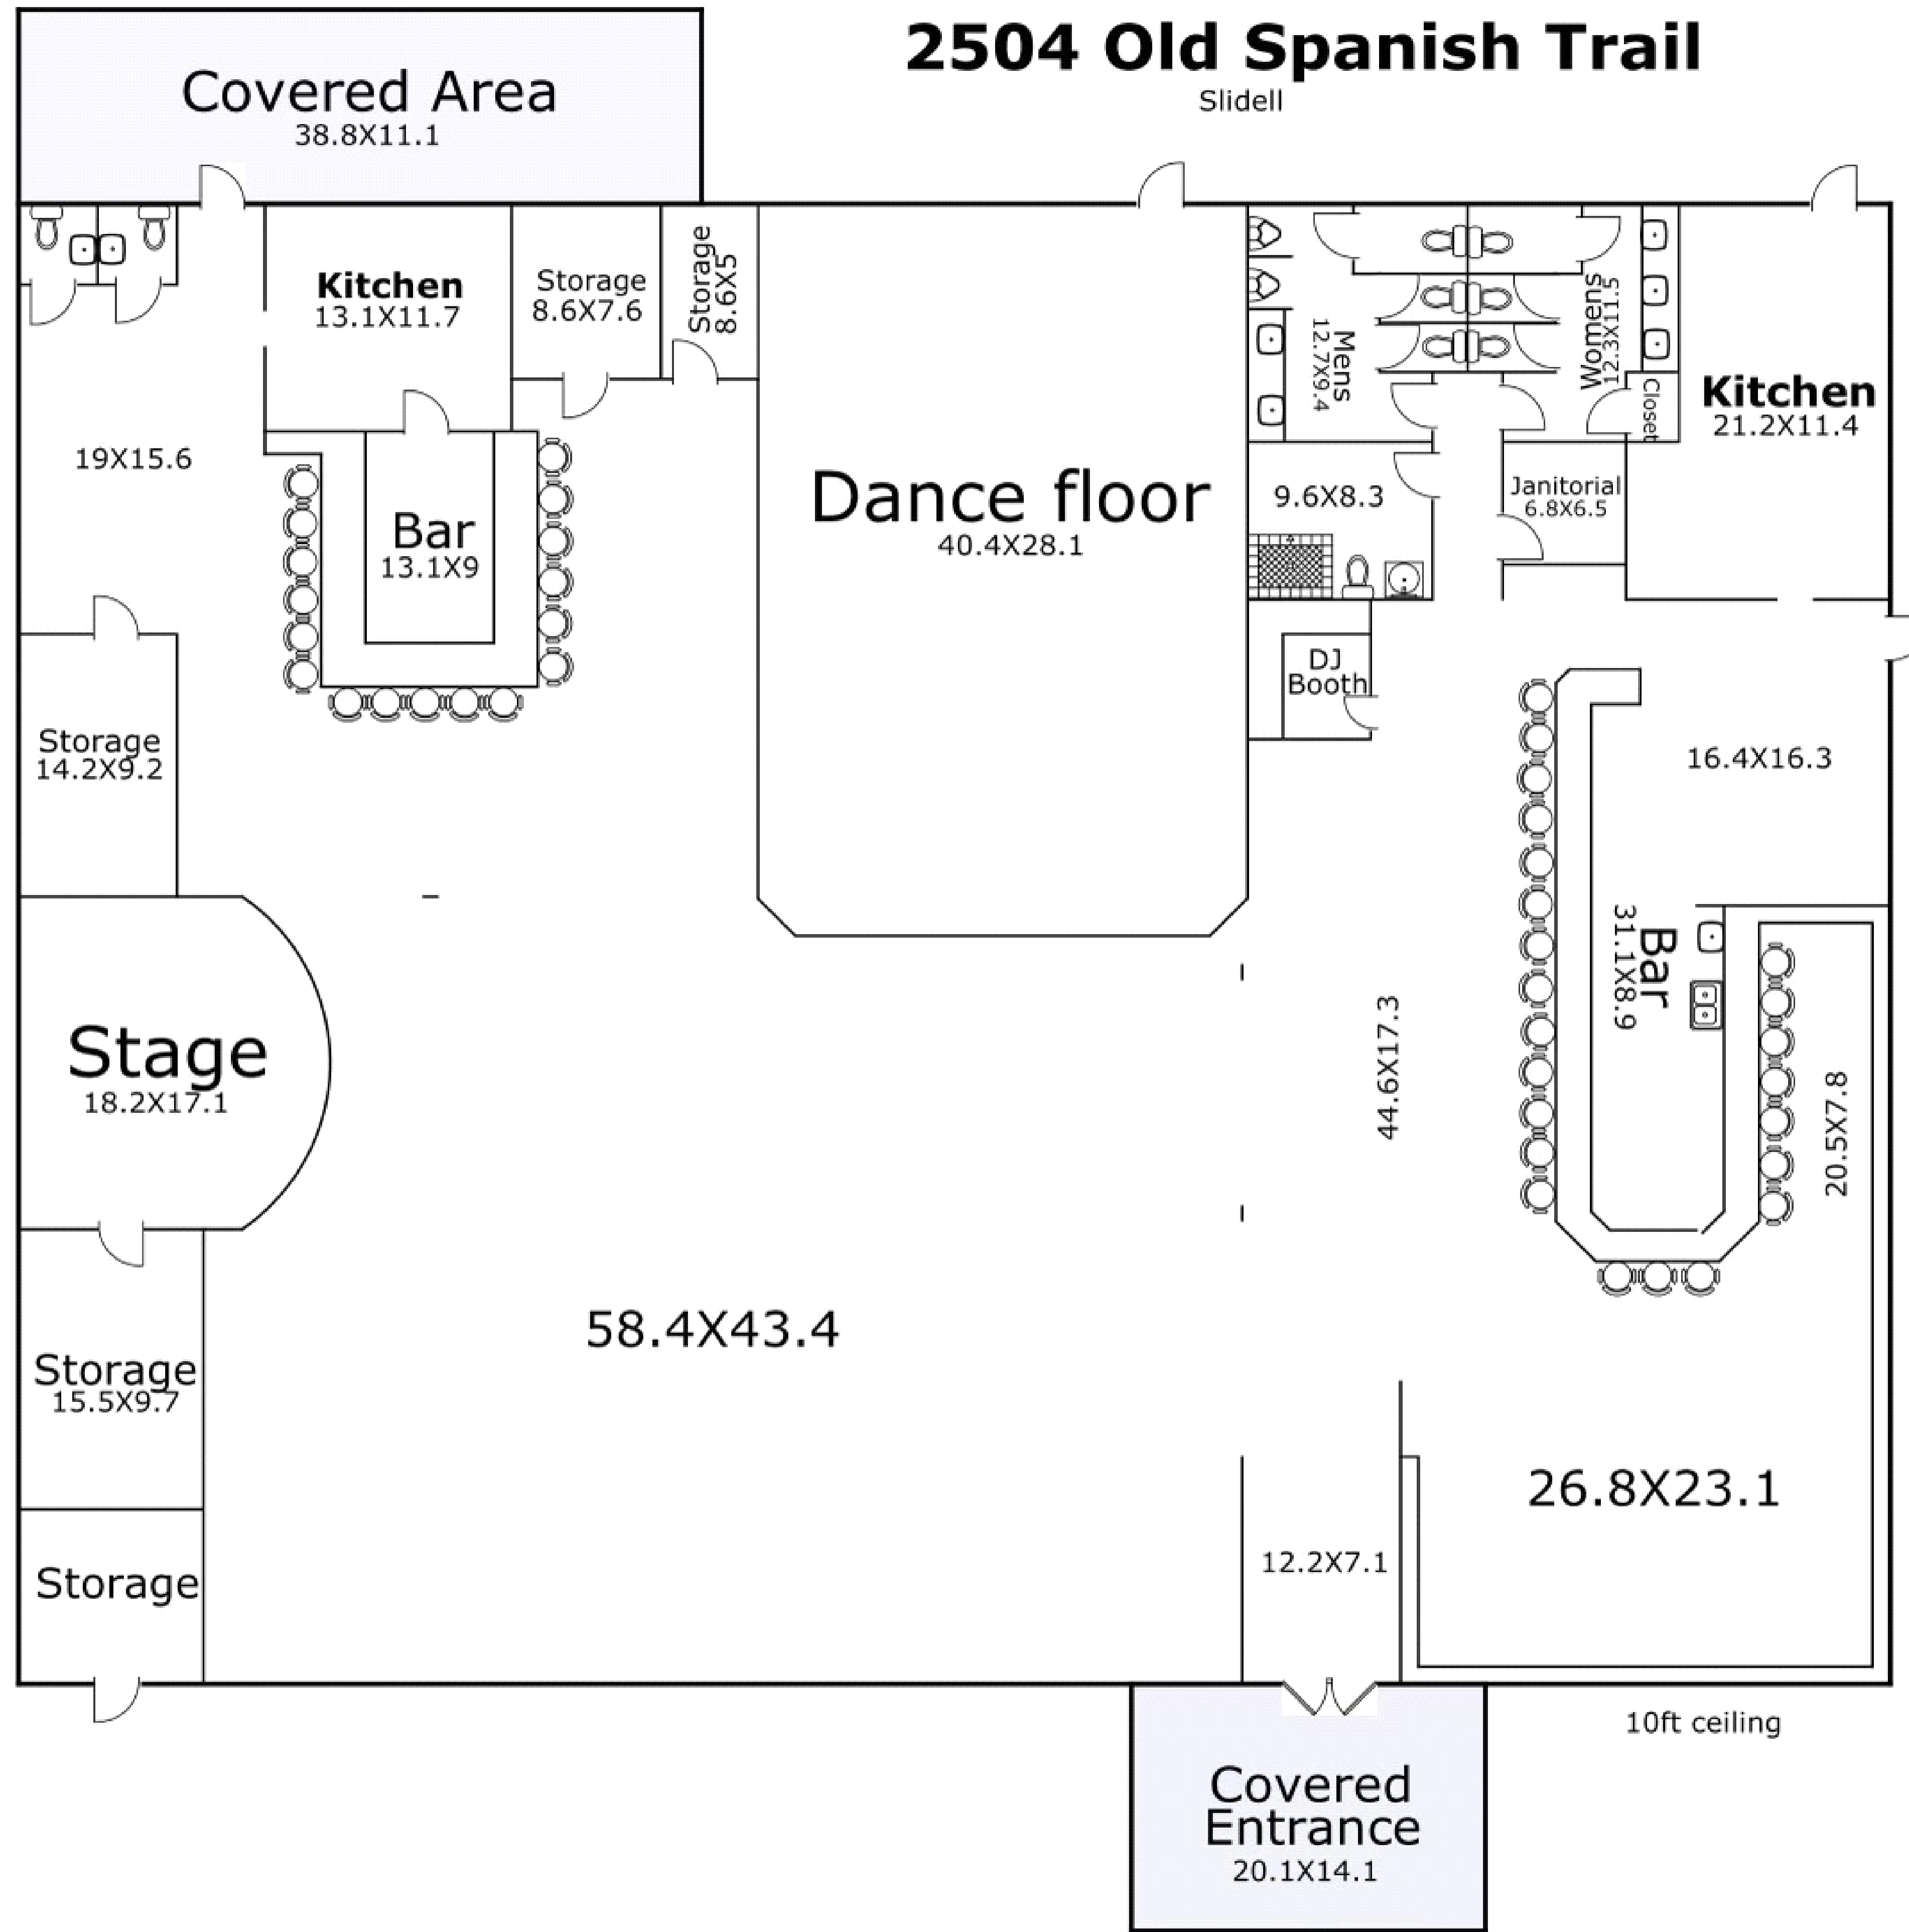 2504 Old Spanish Trail
Slidell
Covered Area
38.8X11.1
Kitchen
13.1X11.7
Storage
8.6X7.6
Storage
8.6X5
19X15.6
Bar
13.1X9
Dance floor
40.4X28.1
Mens
12.7X9.4
Womens
12.3X11.5
Closet
Kitchen
21.2X11.4
9.6X8.3
Janitorial
6.8X6.5
DJ
Booth
Storage
14.2X9.2
16.4X16.3
Bar
31.1X8.9
Stage
18.2X17.1
44.6X17.3
20.5X7.8
58.4X43.4
Storage
15.5X9.7
26.8X23.1
12.2X7.1
Storage
10ft ceiling
Covered
Entrance
20.1X14.1